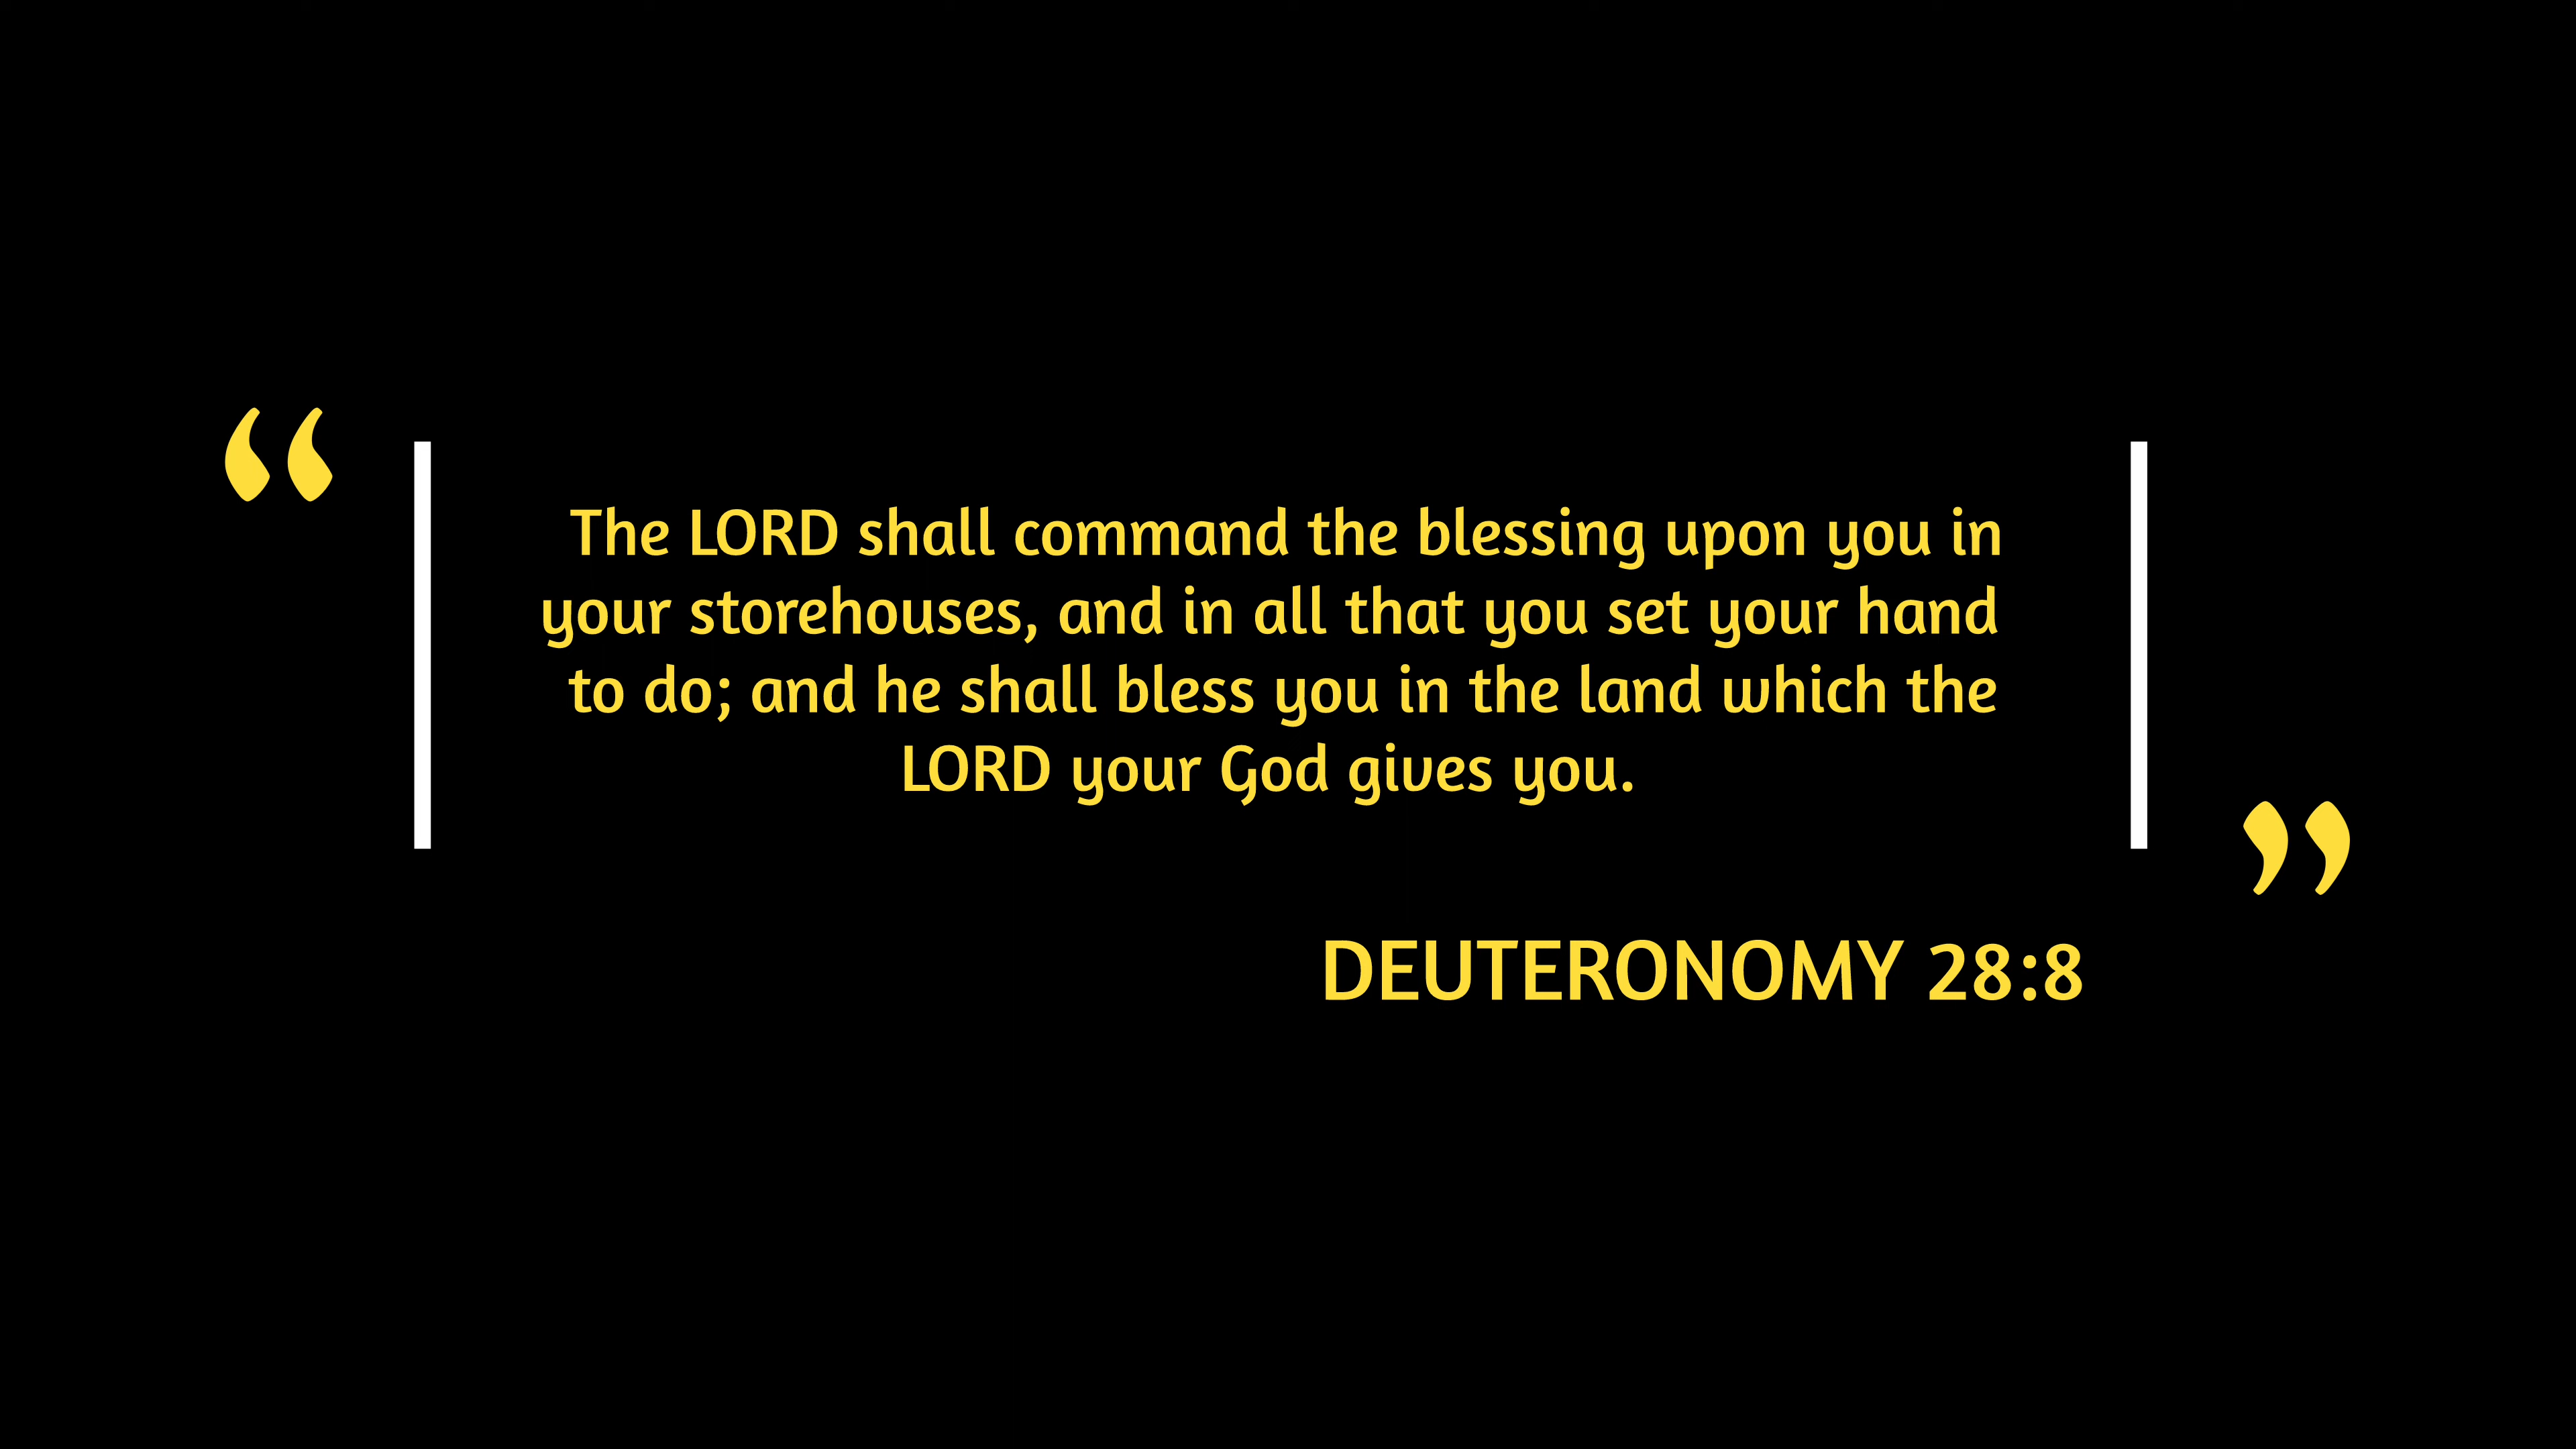 “
The LORD shall command the blessing upon you in
your storehouses, and in all that you set your hand
to do; and he shall bless you in the land which the
LORD your God gives you.
”
DEUTERONOMY 28:8